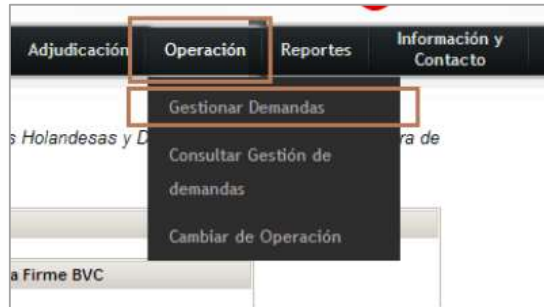 Adjudicación Operación Reportes Información y
Contacto
Gestionar Demandas
s Holandesas y D ra de
Consultar Gestión de
demandas
Cambiar de Operación
a Firme BVC